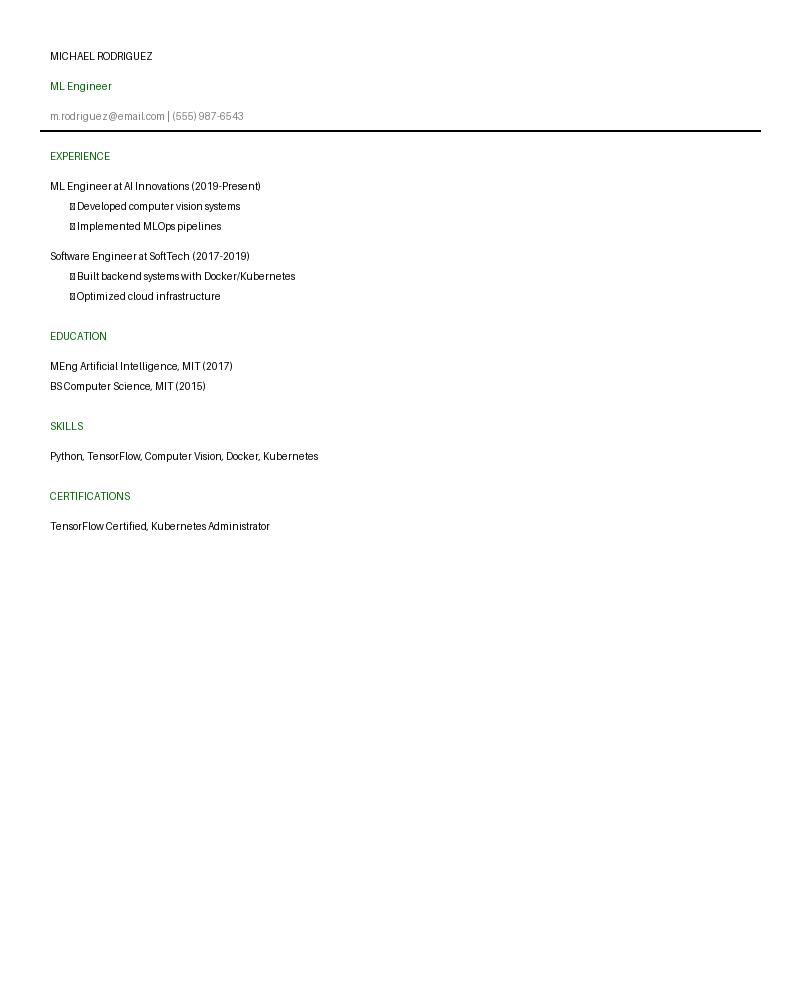 MICHAEL RODRIGUEZ
ML Engineer
m.rodriguez@email.com | (555) 987-6543
EXPERIENCE
ML Engineer at AI Innovations (2019-Present)
Developed computer vision systems
Implemented MLOps pipelines
Software Engineer at SoftTech (2017-2019)
Built backend systems with Docker/Kubernetes
Optimized cloud infrastructure
EDUCATION
MEng Artificial Intelligence, MIT (2017)
BS Computer Science, MIT (2015)
SKILLS
Python, TensorFlow, Computer Vision, Docker, Kubernetes
CERTIFICATIONS
TensorFlow Certified, Kubernetes Administrator